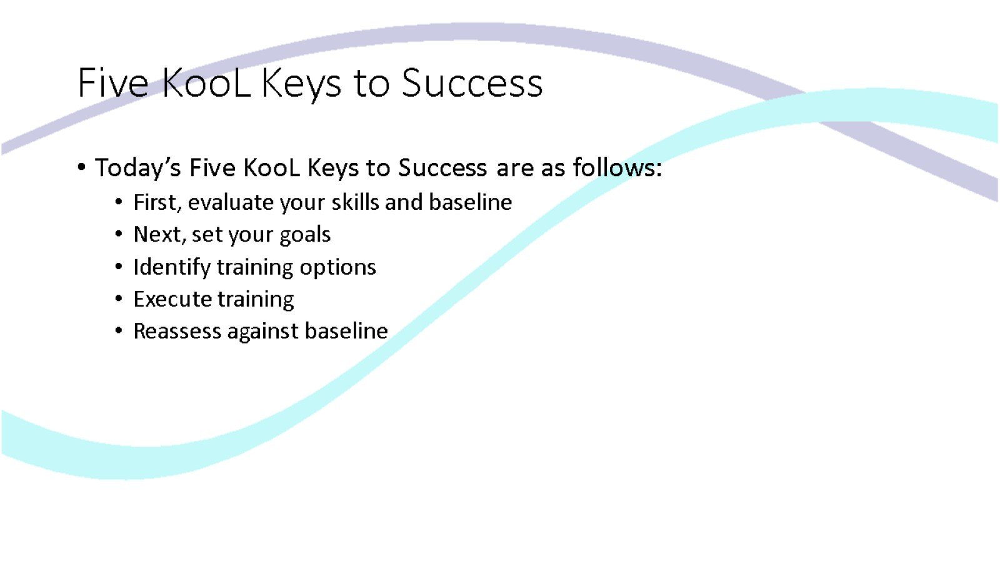 Five KooL Keys to Success
• Today’s Five KooL Keys to Success are as follows:
• First, evaluate your skills and baseline
• Next, set your goals
• Identify training options
• Execute training
• Reassess against baseline